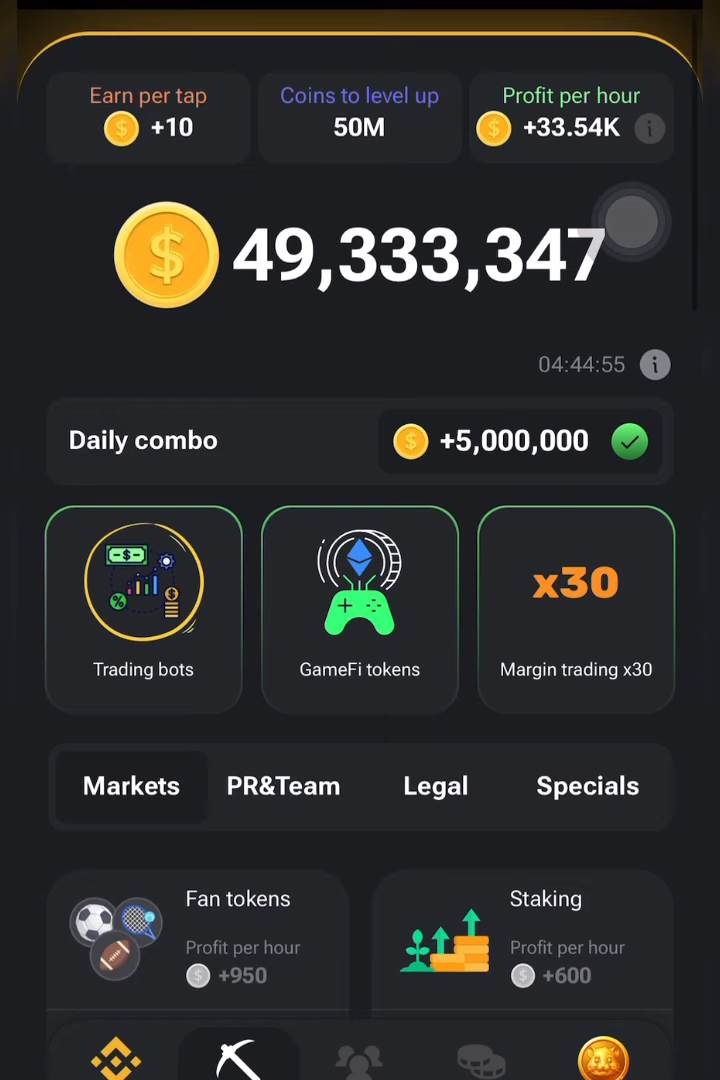 Earn per tap
Coins to level up
Profit per hour
$ +10
50M
$ +33.54K i
$ 49,333,347
04:44:55 i
Daily combo
$ +5,000,000
Trading bots
GameFi tokens
x30
Margin trading x30
Markets
PR&Team
Legal
Specials
Fan tokens
Profit per hour
$ +950
Staking
Profit per hour
$ +600